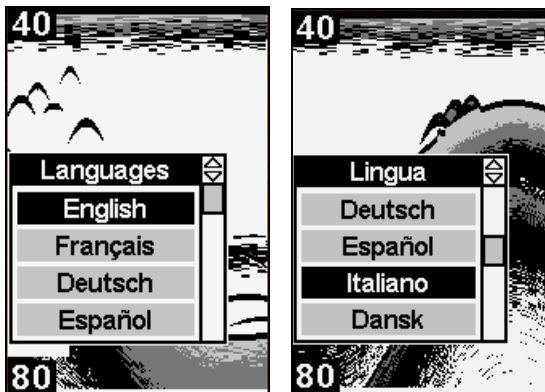 40
Languages
English
Français
Deutsch
Español
80
40
Lingua
Deutsch
Español
Italiano
Dansk
80